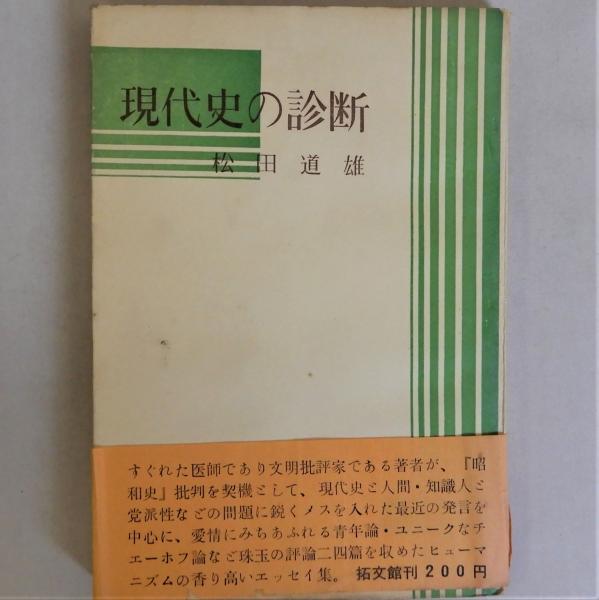 現代史の診断
松田道雄
すぐれた医師であり文明批評家である著者が、『昭
和史』批判を契機として、現代史と人間・知識人と
党派性などの問題に鋭くメスを入れた最近の発言を
中心に、愛情にみちあふれる青年論・ユニークなチ
エーホフ論など珠玉の評論二四篇を収めたヒューマ
ニズムの香り高いエッセイ集。 拓文館刊200円